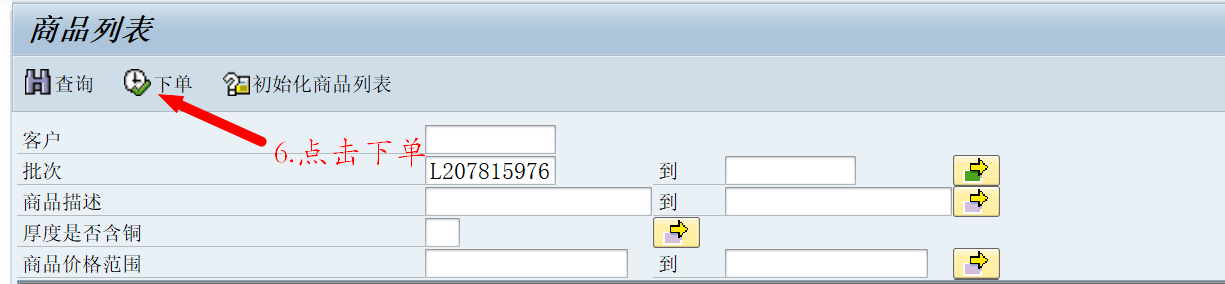 商品列表
查询 下单 初始化商品列表
6.点击下单
客户
批次 L207815976 到
商品描述 到
厚度是否含铜
商品价格范围 到